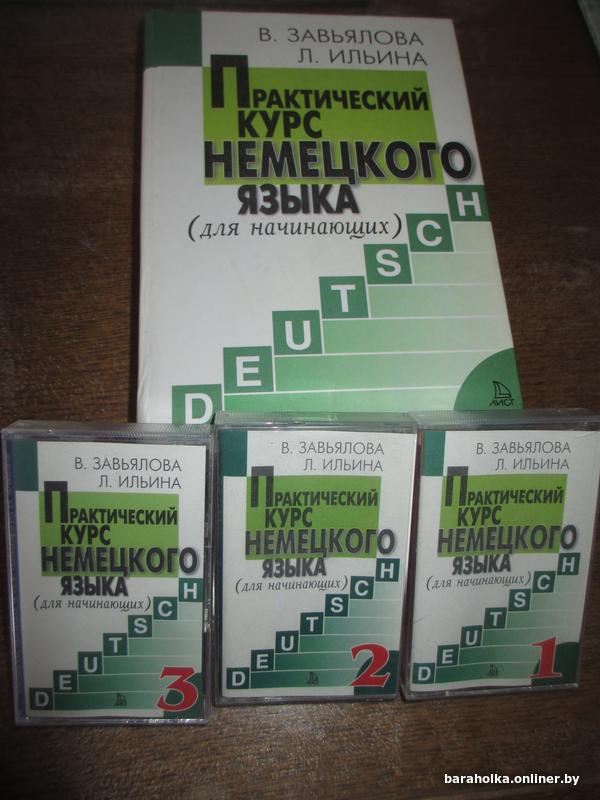 В. ЗАВЬЯЛОВА
Л. ИЛЬИНА
ПРАКТИЧЕСКИЙ
КУРС
НЕМЕЦКОГО
ЯЗЫКА
(для начинающих)
DEUTSCH
ЛИСТ
В. ЗАВЬЯЛОВА
Л. ИЛЬИНА
ПРАКТИЧЕСКИЙ
КУРС
НЕМЕЦКОГО
ЯЗЫКА
(для начинающих)
DEUTSCH
3
В. ЗАВЬЯЛОВА
Л. ИЛЬИНА
ПРАКТИЧЕСКИЙ
КУРС
НЕМЕЦКОГО
ЯЗЫКА
(для начинающих)
DEUTSCH
2
В. ЗАВЬЯЛОВА
Л. ИЛЬИНА
ПРАКТИЧЕСКИЙ
КУРС
НЕМЕЦКОГО
ЯЗЫКА
(для начинающих)
DEUTSCH
1
baraholka.onliner.by